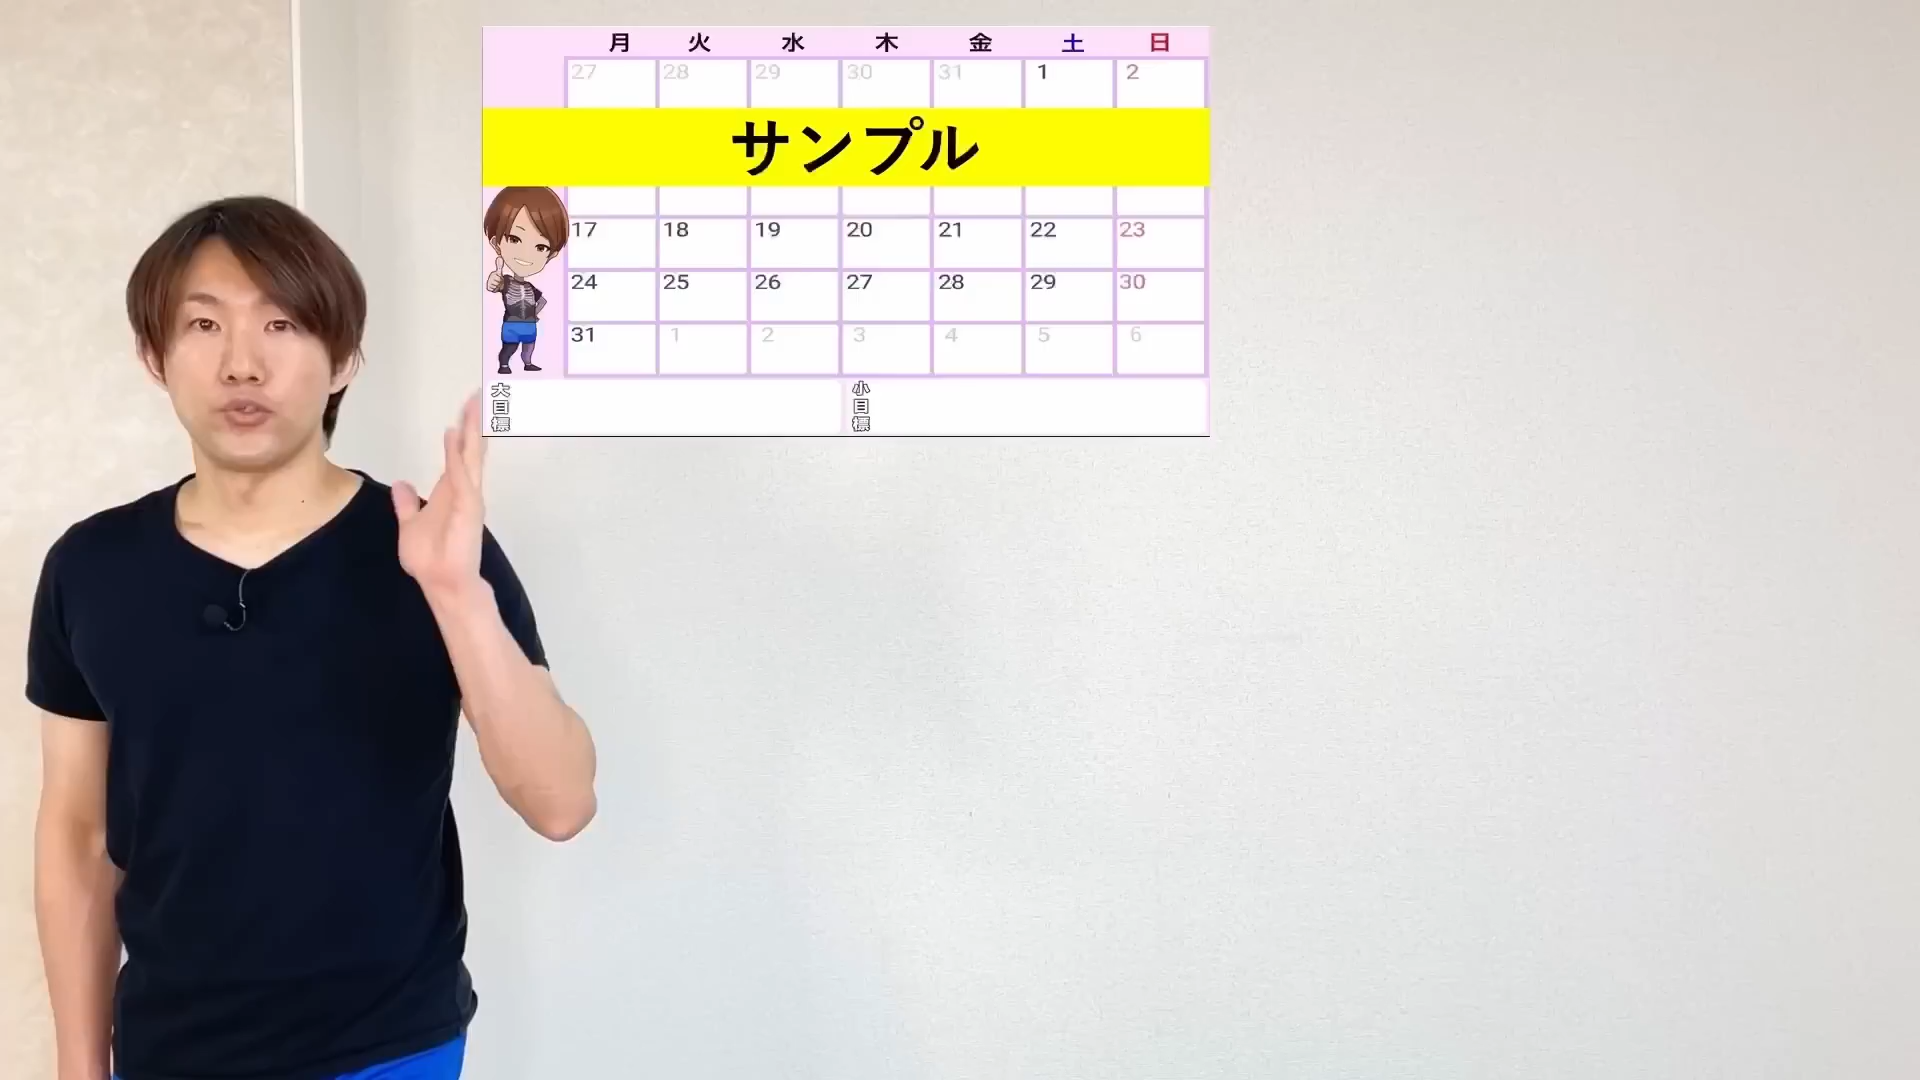 月 火 水 木 金 土 日
27 28 29 30 31 1 2
サンプル
17 18 19 20 21 22 23
24 25 26 27 28 29 30
31 1 2 3 4 5 6
大目標
小目標